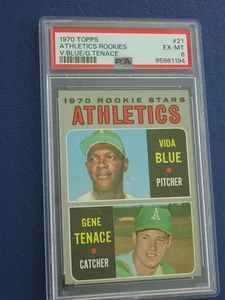 1970 TOPPS #21
ATHLETICS ROOKIES EX-MT
V.BLUE/G.TENACE 6
PSA 95861194
1970 ROOKIE STARS
ATHLETICS
VIDA
BLUE
PITCHER
GENE
TENACE
CATCHER
A